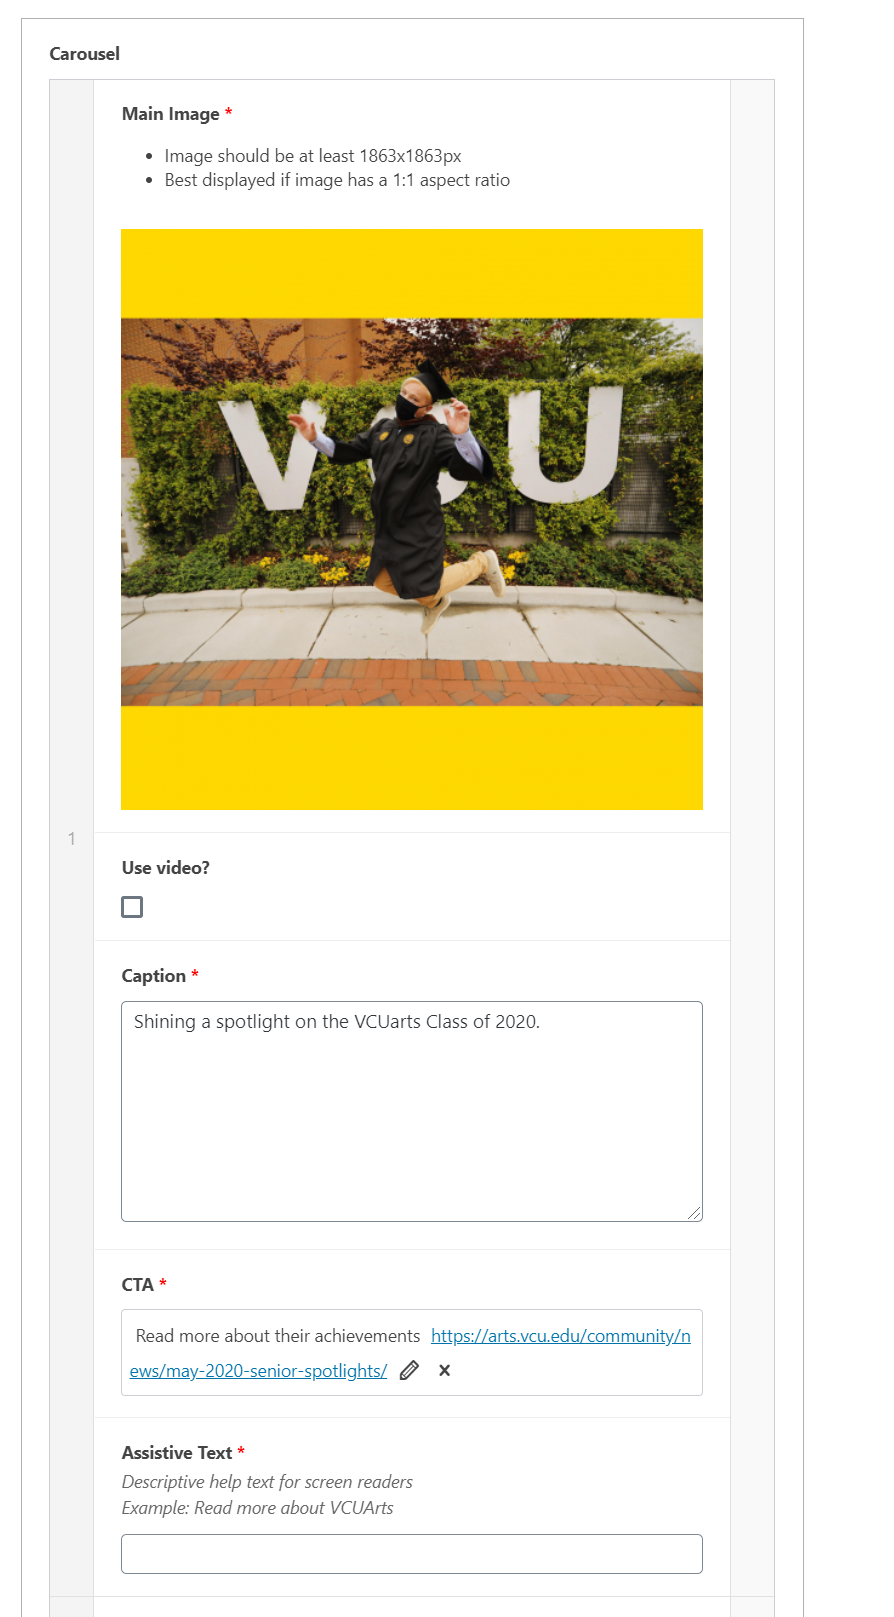 Carousel
Main Image *
• Image should be at least 1863x1863px
• Best displayed if image has a 1:1 aspect ratio
VCU
1
Use video?
Caption *
Shining a spotlight on the VCUarts Class of 2020.
CTA *
Read more about their achievements https://arts.vcu.edu/community/n
ews/may-2020-senior-spotlights/
Assistive Text *
Descriptive help text for screen readers
Example: Read more about VCUArts